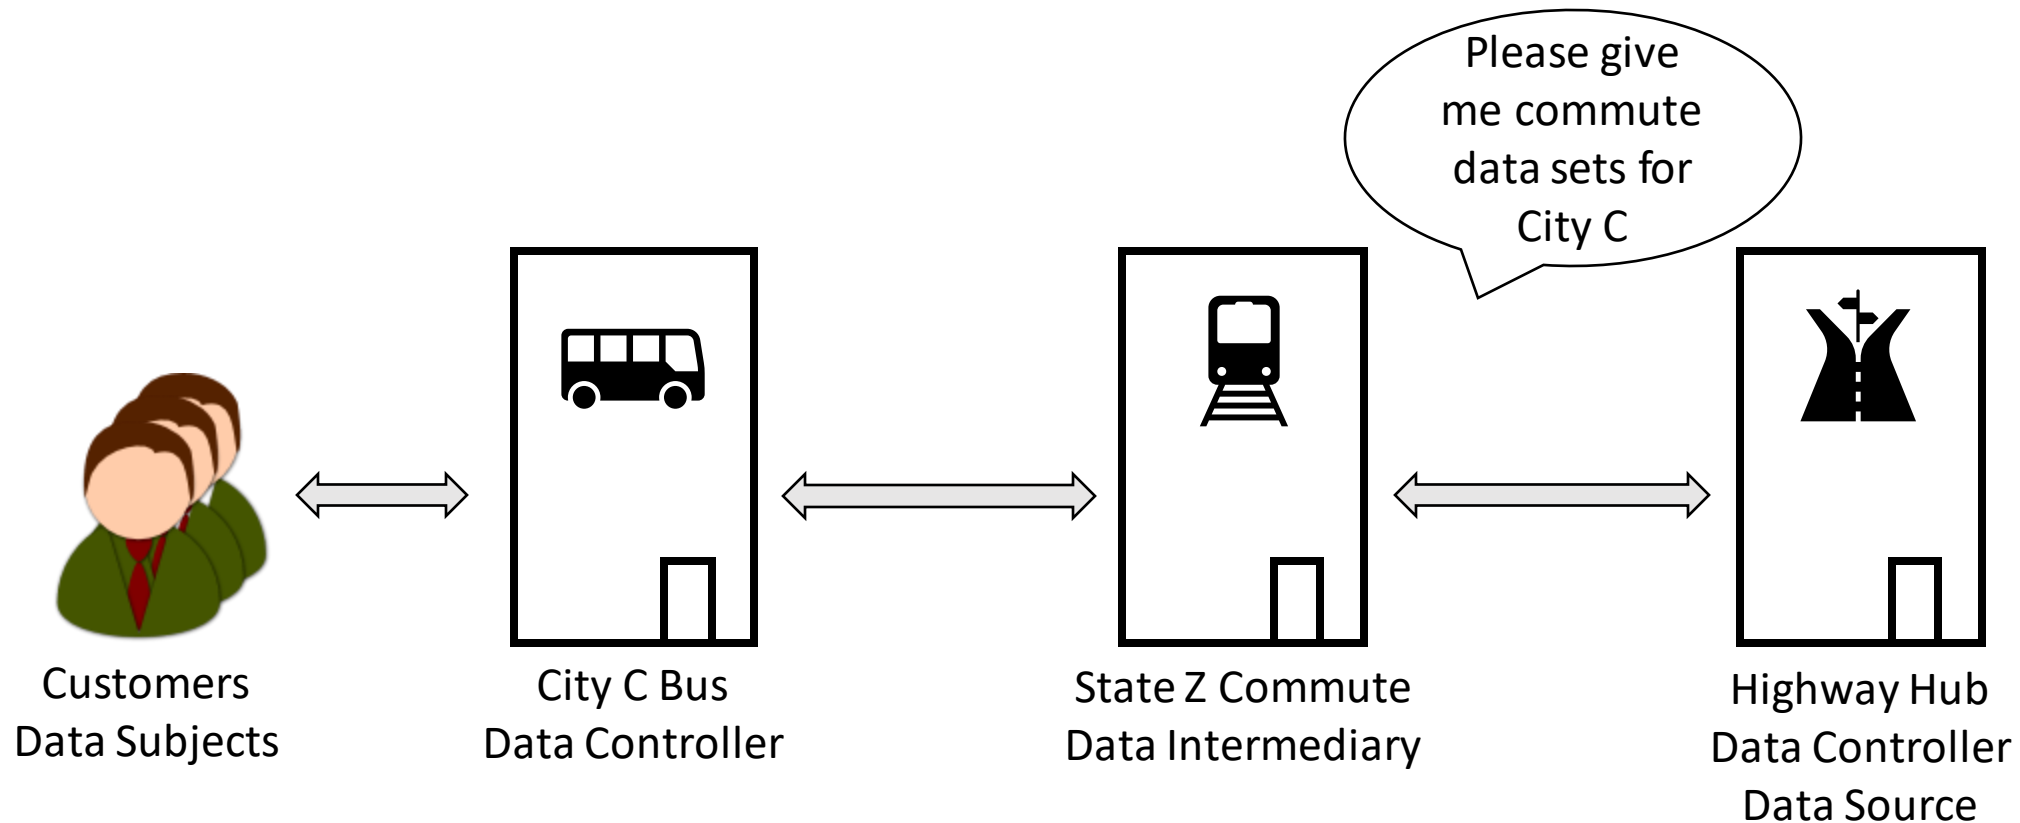 Please give
me commute
data sets for
City C
Customers
Data Subjects
City C Bus
Data Controller
State Z Commute
Data Intermediary
Highway Hub
Data Controller
Data Source